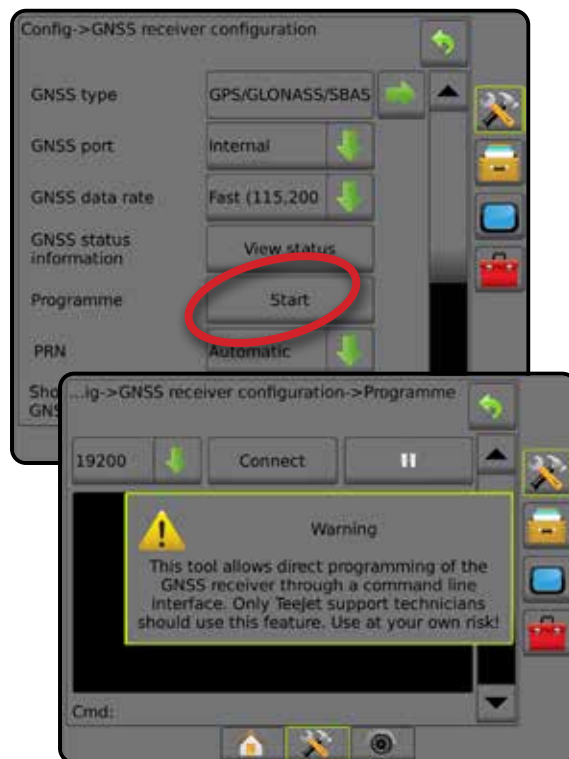 Config->GNSS receiver configuration
GNSS type
GPS/GLONASS/SBAS
GNSS port
Internal
GNSS data rate
Fast (115,200
GNSS status
information
View status
Programme
Start
PRN
Automatic
Sho
GNS
...ig->GNSS receiver configuration->Programme
19200
Connect
Warning
This tool allows direct programming of the
GNSS receiver through a command line
interface. Only TeeJet support technicians
should use this feature. Use at your own risk!
Cmd: